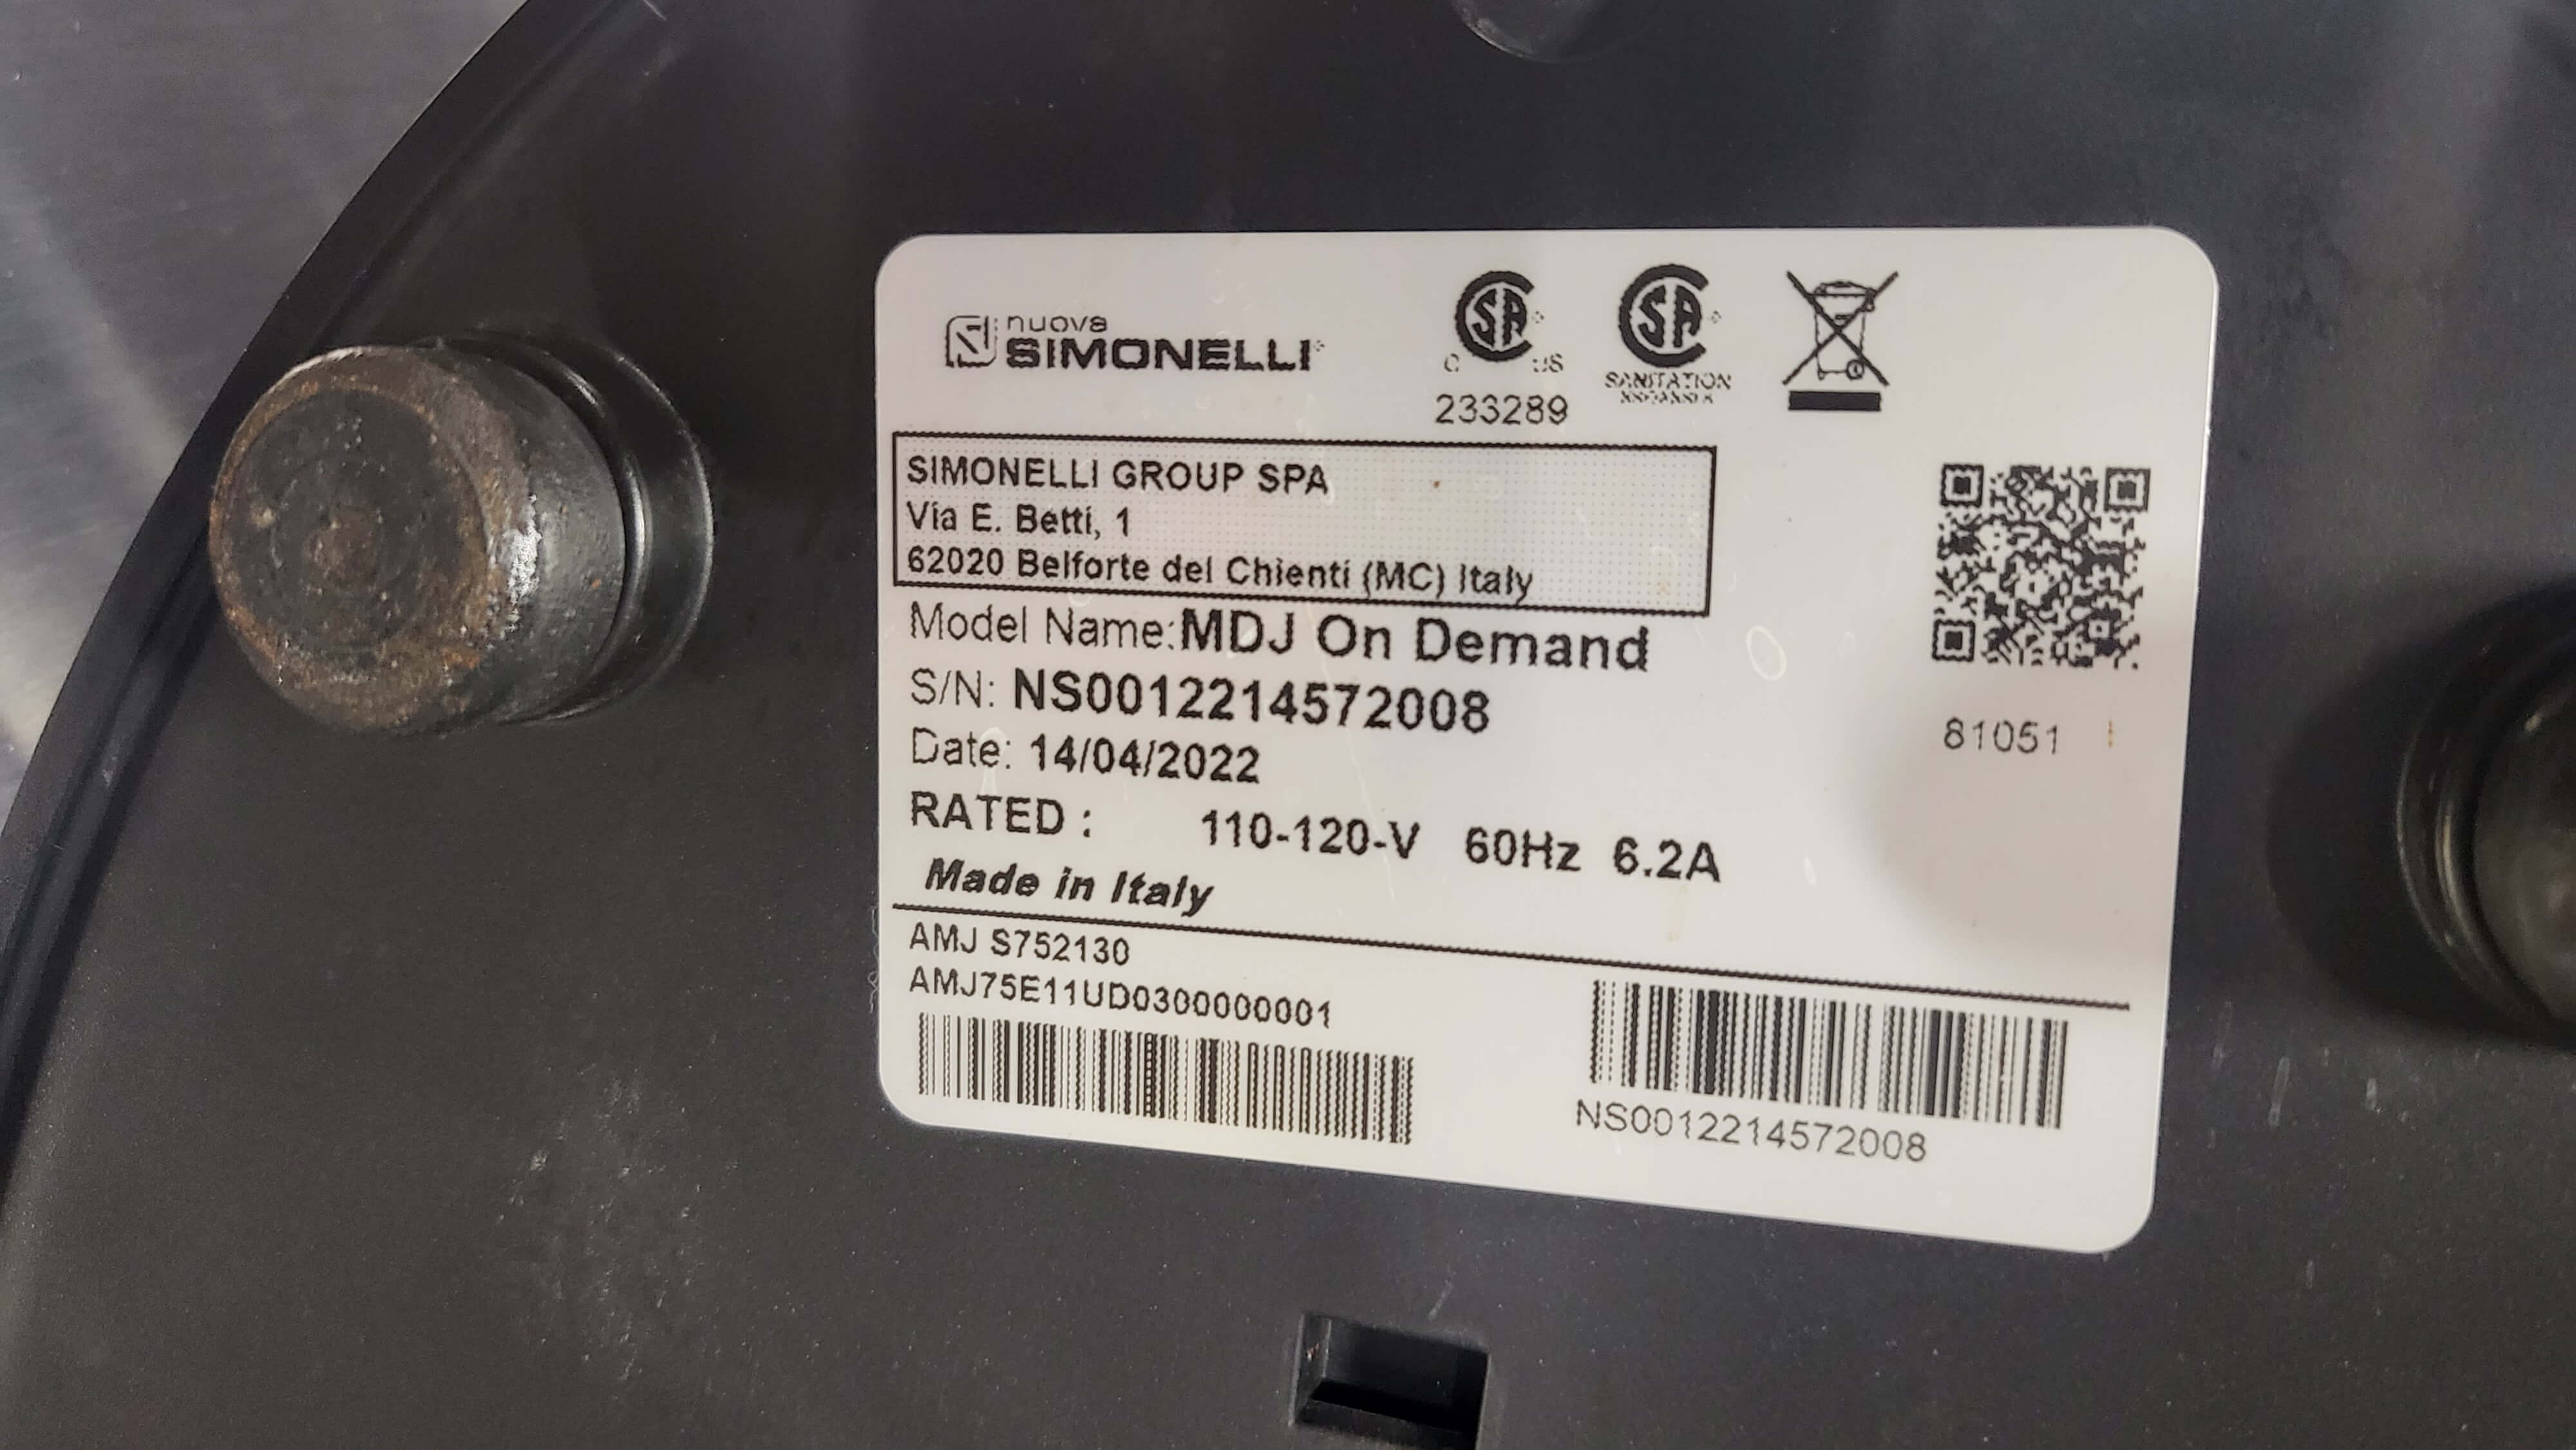 nuova
SIMONELLI
C US
233289
SANITATION
SIMONELLI GROUP SPA
Via E. Betti, 1
62020 Belforte del Chienti (MC) Italy
Model Name:MDJ On Demand
S/N: NS0012214572008
Date: 14/04/2022
81051
RATED : 110-120-V 60Hz 6.2A
Made in Italy
AMJ S752130
AMJ75E11UD0300000001
NS0012214572008